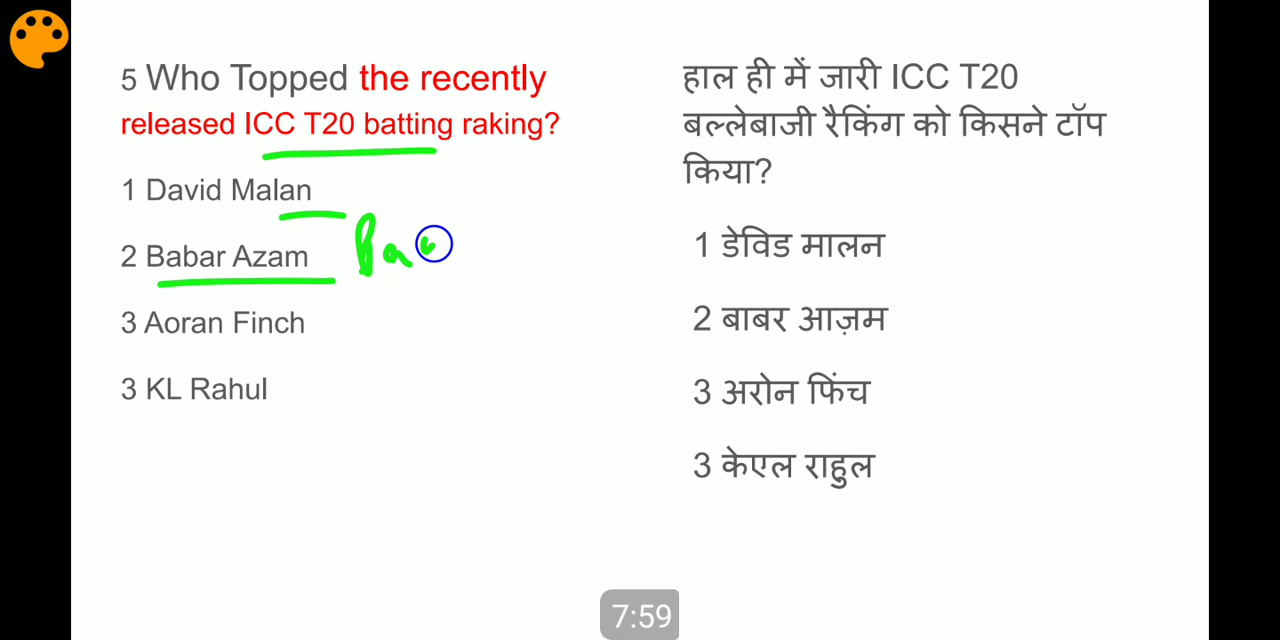 5 Who Topped the recently
released ICC T20 batting raking?
1 David Malan
2 Babar Azam
3 Aoran Finch
3 KL Rahul
हाल ही में जारी ICC T20
बल्लेबाजी रैकिंग को किसने टॉप
किया?
1 डेविड मालन
2 बाबर आज़म
3 अरोन फिंच
3 केएल राहुल
7:59